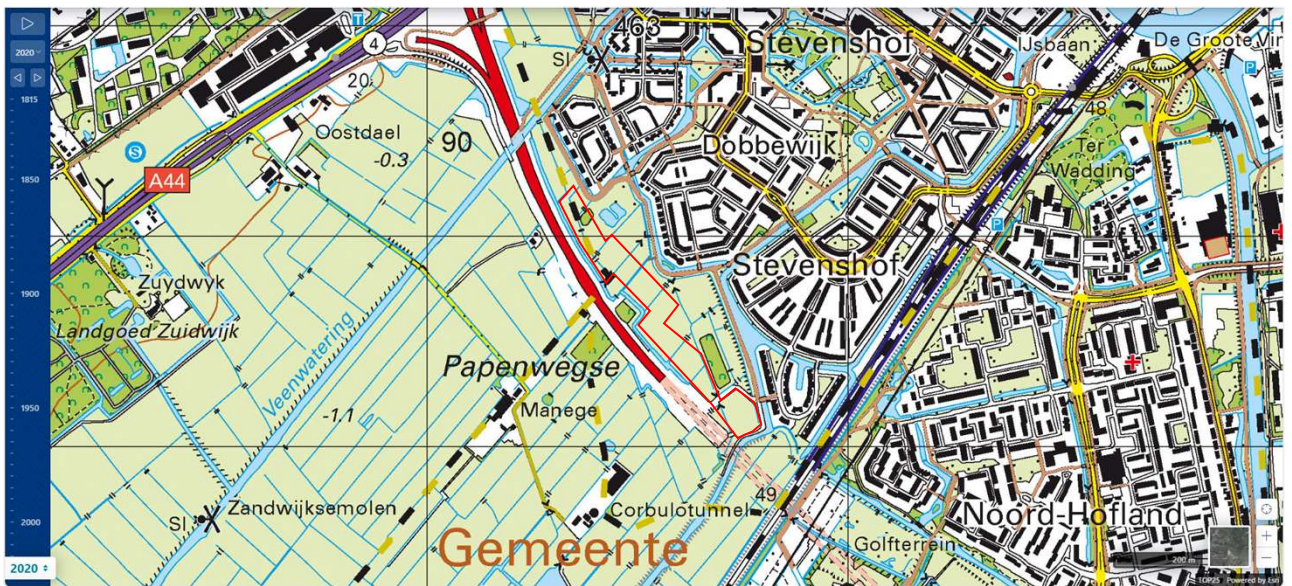 2020
1815
1850
1900
1950
2000
2020
T
4
20
463
SI
Stevenshof
IJsbaan
De Groote Vin
P
48
Oostdael
-0.3
90
Dobbewijk
Ter
Wadding
S
A44
P
Zuydwyk
Stevenshof
Landgoed Zuidwijk
Veenwatering
Papenwegse
-1.1
Manege
SI
Zandwijksemolen
Corbulotunnel
49
Noord-Hofland
Gemeente
Golfterrein
200 m
TOP25 Powered by Esri